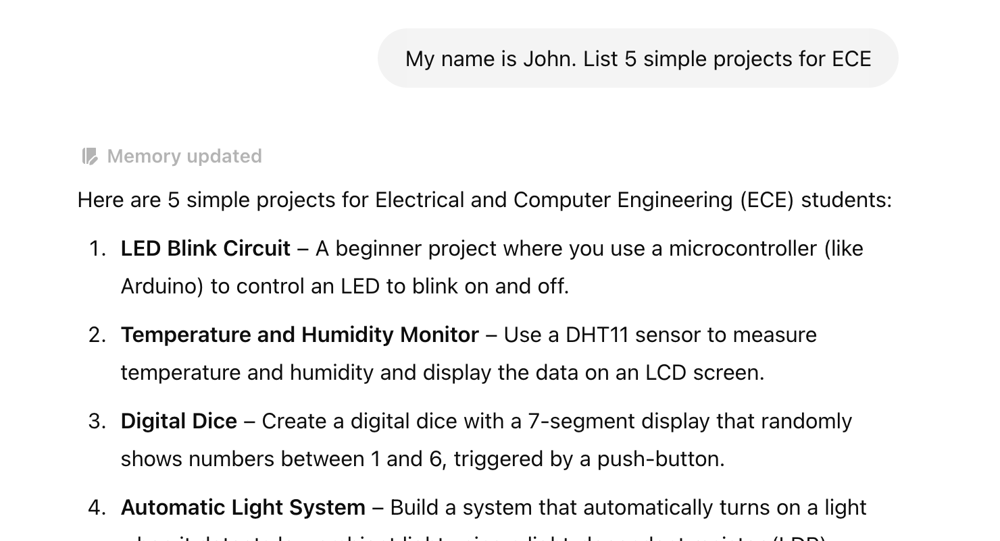 My name is John. List 5 simple projects for ECE
Memory updated
Here are 5 simple projects for Electrical and Computer Engineering (ECE) students:
1. LED Blink Circuit – A beginner project where you use a microcontroller (like
Arduino) to control an LED to blink on and off.
2. Temperature and Humidity Monitor – Use a DHT11 sensor to measure
temperature and humidity and display the data on an LCD screen.
3. Digital Dice – Create a digital dice with a 7-segment display that randomly
shows numbers between 1 and 6, triggered by a push-button.
4. Automatic Light System – Build a system that automatically turns on a light